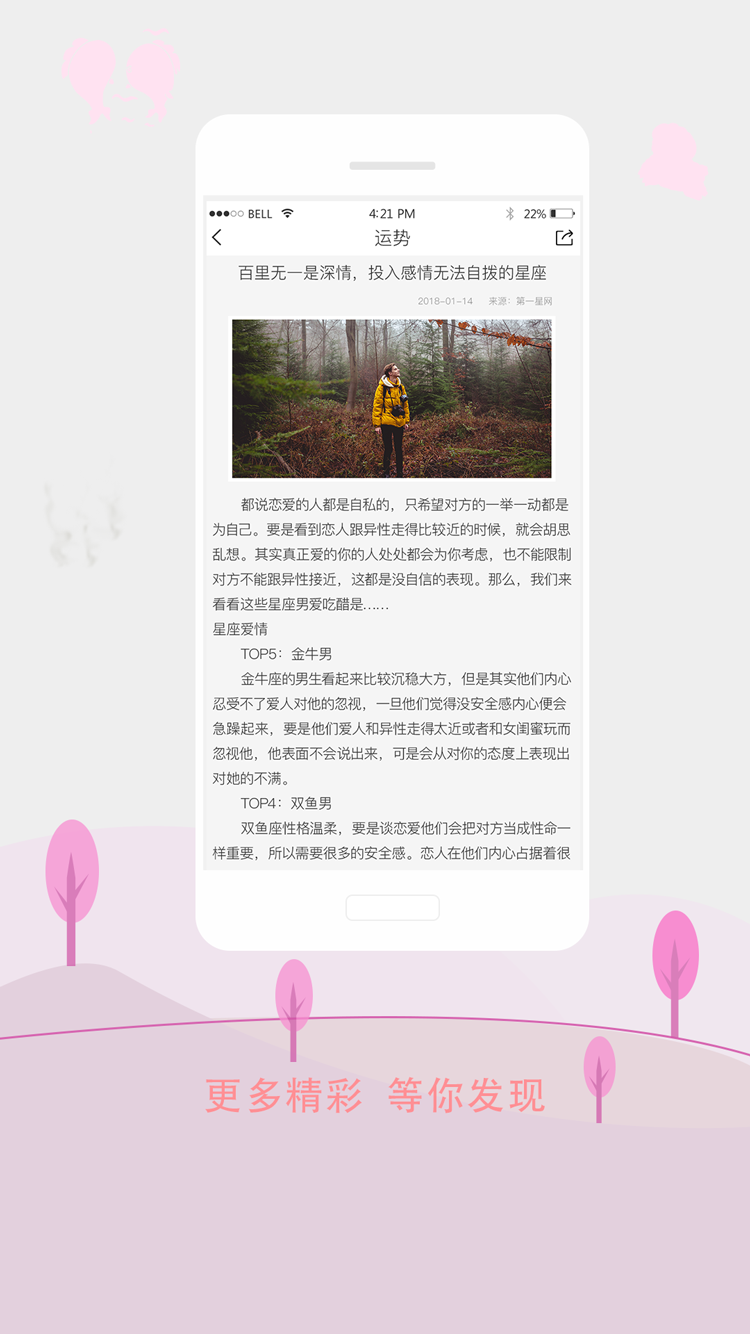 BELL 4:21 PM 22%
运势
百里无一是深情，投入感情无法自拨的星座
2018-01-14 来源：第一星网
都说恋爱的人都是自私的，只希望对方的一举一动都是
为自己。要是看到恋人跟异性走得比较近的时候，就会胡思
乱想。其实真正爱的你的人处处都会为你考虑，也不能限制
对方不能跟异性接近，这都是没自信的表现。那么，我们来
看看这些星座男爱吃醋是……
星座爱情
TOP5：金牛男
金牛座的男生看起来比较沉稳大方，但是其实他们内心
忍受不了爱人对他的忽视，一旦他们觉得没安全感内心便会
急躁起来，要是他们爱人和异性走得太近或者和女闺蜜玩而
忽视他，他表面不会说出来，可是会从对你的态度上表现出
对她的不满。
TOP4：双鱼男
双鱼座性格温柔，要是谈恋爱他们会把对方当成性命一
样重要，所以需要很多的安全感。恋人在他们内心占据着很
更多精彩 等你发现